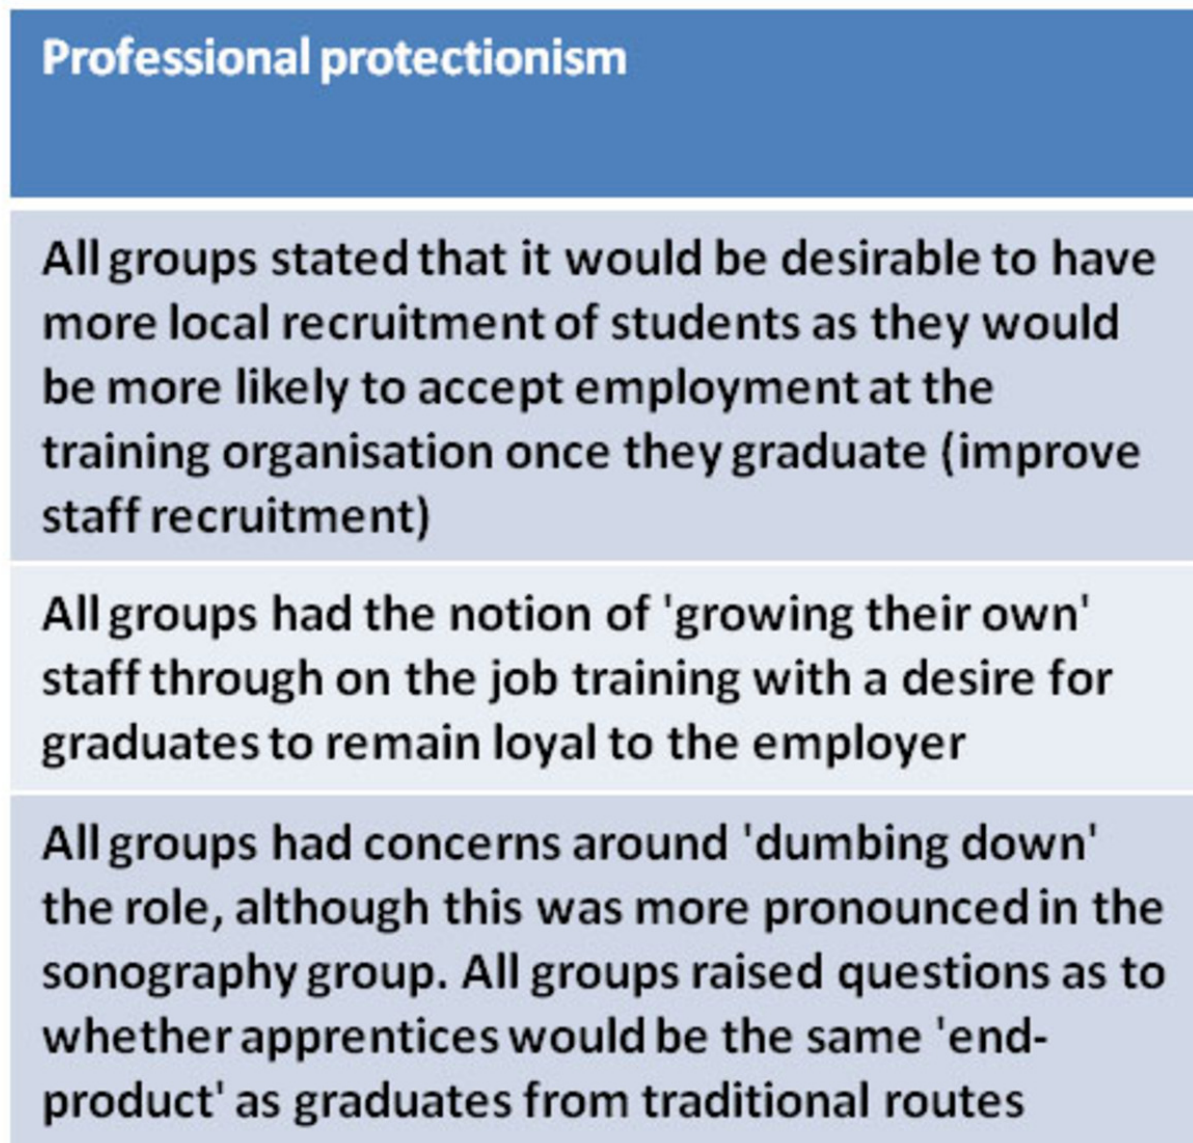 Professional protectionism
All groups stated that it would be desirable to have
more local recruitment of students as they would
be more likely to accept employment at the
training organisation once they graduate (improve
staff recruitment)
All groups had the notion of 'growing their own'
staff through on the job training with a desire for
graduates to remain loyal to the employer
All groups had concerns around 'dumbing down'
the role, although this was more pronounced in the
sonography group. All groups raised questions as to
whether apprentices would be the same 'end-
product' as graduates from traditional routes